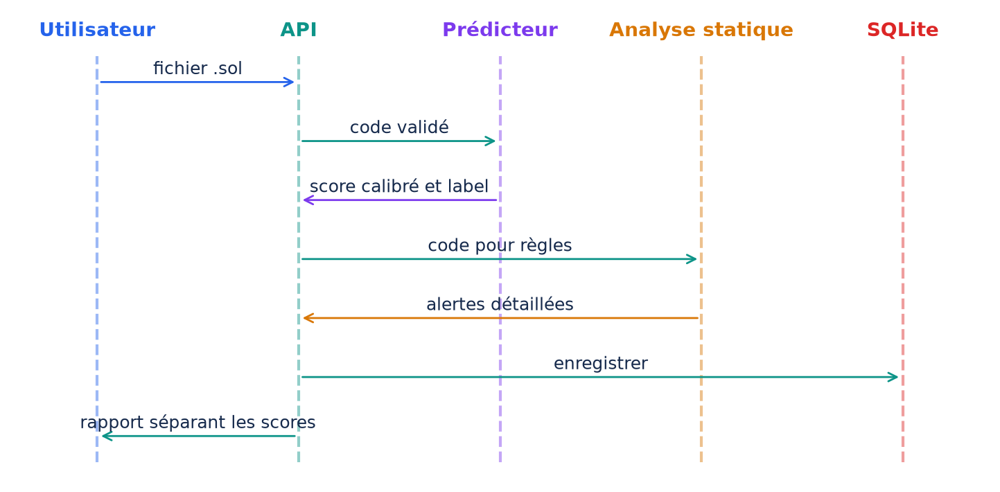 Utilisateur API Prédicteur Analyse statique SQLite
fichier .sol
code validé
score calibré et label
code pour règles
alertes détaillées
enregistrer
rapport séparant les scores